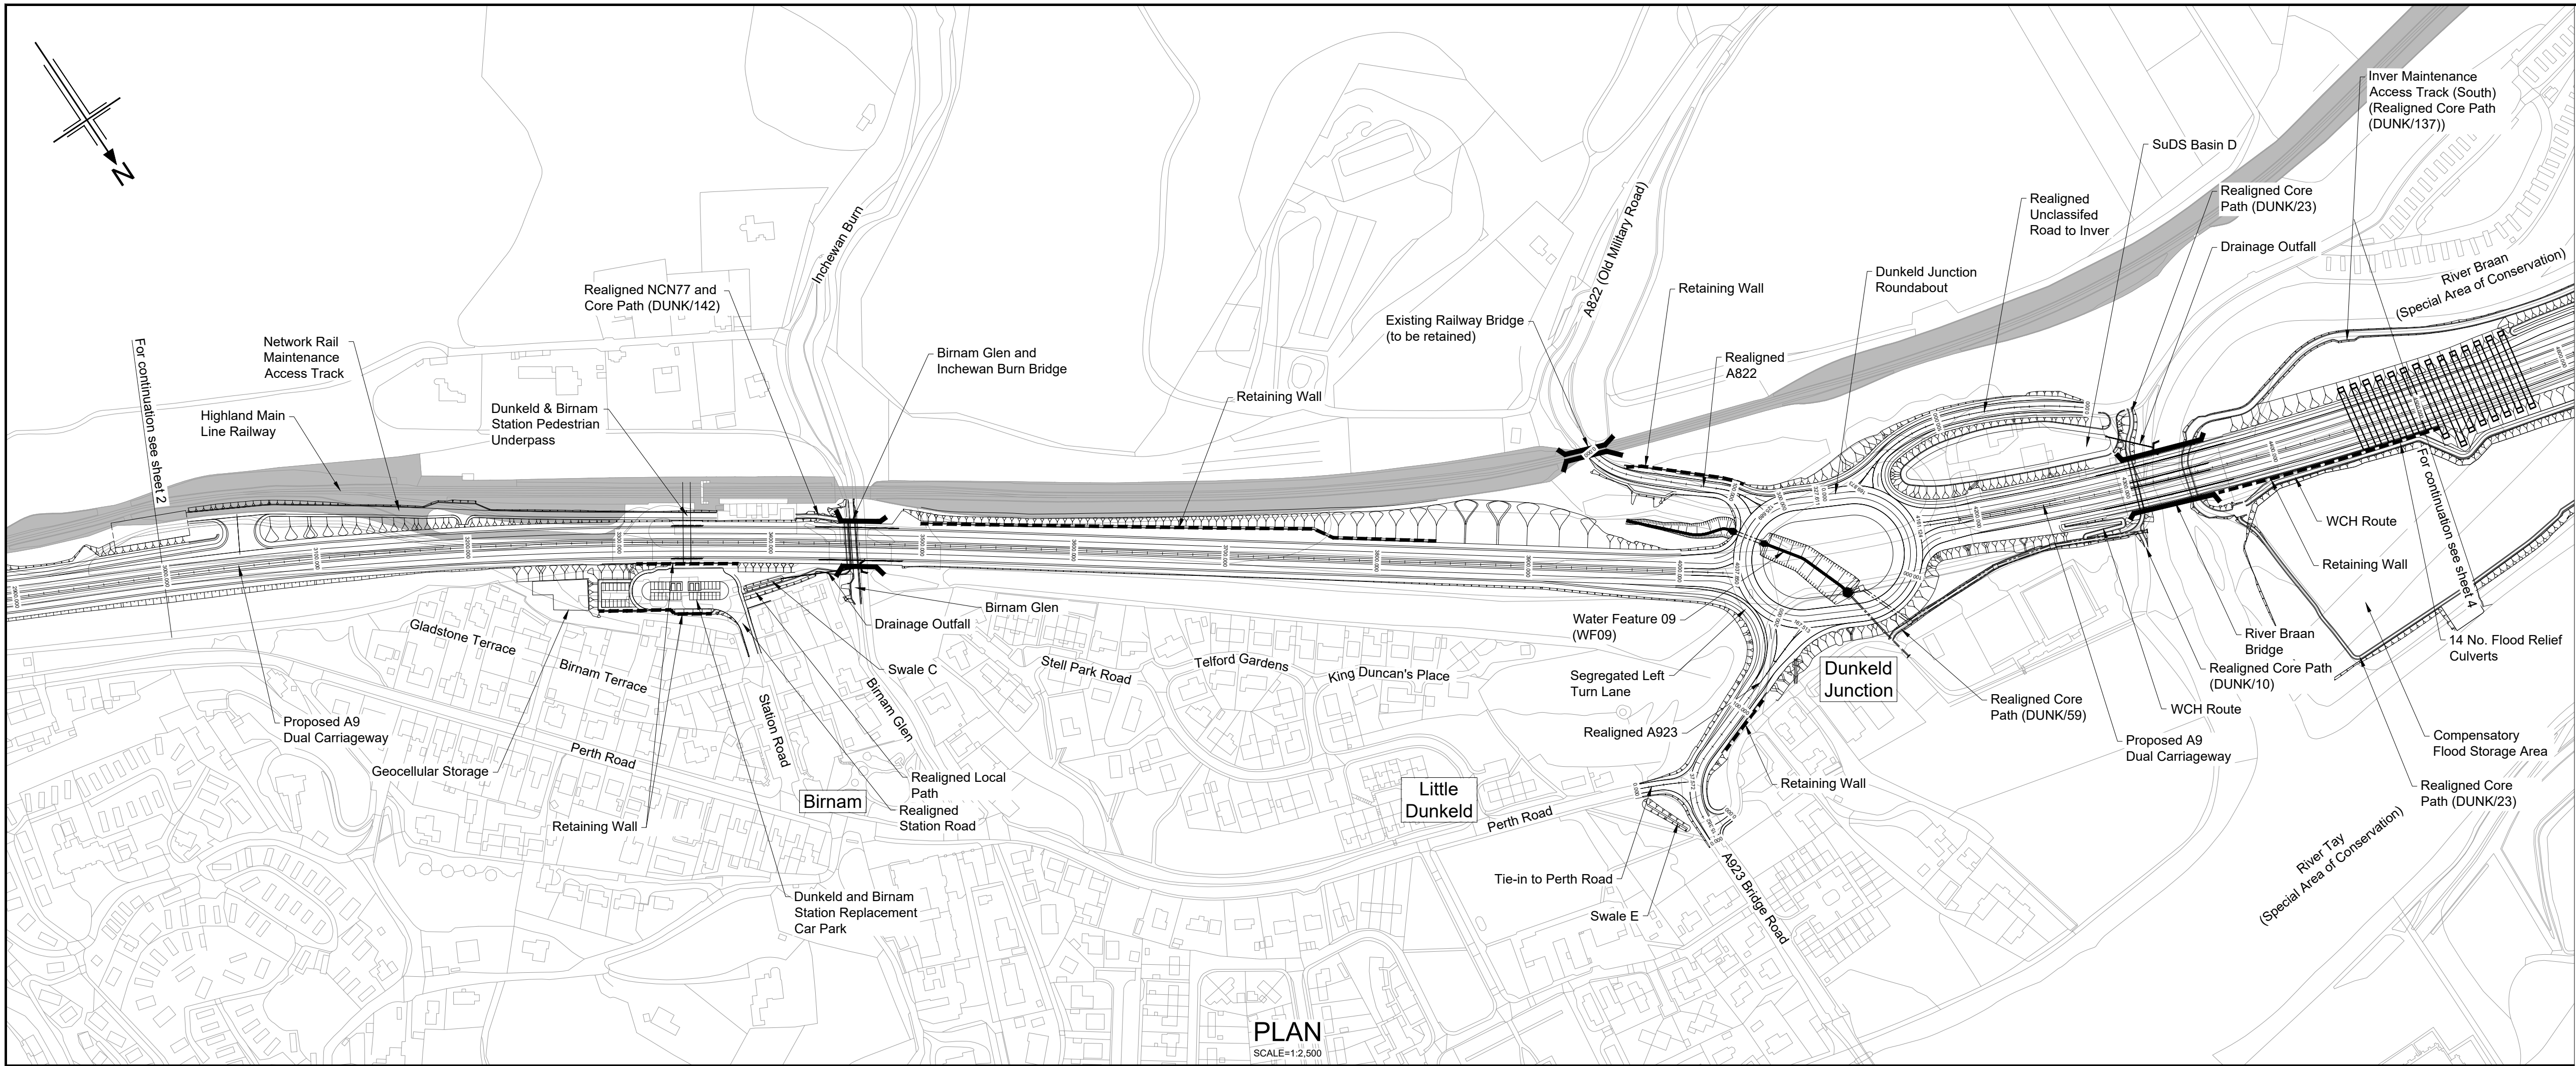 N
For continuation see sheet 2
Network Rail
Maintenance
Access Track
Highland Main
Line Railway
Dunkeld & Birnam
Station Pedestrian
Underpass
Realigned NCN77 and
Core Path (DUNK/142)
Inchewan Burn
Birnam Glen and
Inchewan Burn Bridge
Retaining Wall
Existing Railway Bridge
(to be retained)
A822 (Old Military Road)
Retaining Wall
Realigned
A822
Dunkeld Junction
Roundabout
Realigned
Unclassifed
Road to Inver
SuDS Basin D
Realigned Core
Path (DUNK/23)
Drainage Outfall
Inver Maintenance
Access Track (South)
(Realigned Core Path
(DUNK/137))
River Braan
(Special Area of Conservation)
For continuation see sheet 4
WCH Route
Retaining Wall
14 No. Flood Relief
Culverts
River Braan
Bridge
Realigned Core Path
(DUNK/10)
WCH Route
Proposed A9
Dual Carriageway
Compensatory
Flood Storage Area
Realigned Core
Path (DUNK/23)
River Tay
(Special Area of Conservation)
Realigned Core
Path (DUNK/59)
Dunkeld
Junction
Water Feature 09
(WF09)
Segregated Left
Turn Lane
Realigned A923
Retaining Wall
Tie-in to Perth Road
Swale E
A923 Bridge Road
Perth Road
Little
Dunkeld
King Duncan's Place
Telford Gardens
Stell Park Road
Birnam Glen
Drainage Outfall
Swale C
Birnam Glen
Realigned Local
Path
Realigned
Station Road
Station Road
Birnam
Dunkeld and Birnam
Station Replacement
Car Park
Retaining Wall
Geocellular Storage
Perth Road
Birnam Terrace
Gladstone Terrace
Proposed A9
Dual Carriageway
PLAN
SCALE=1:2,500